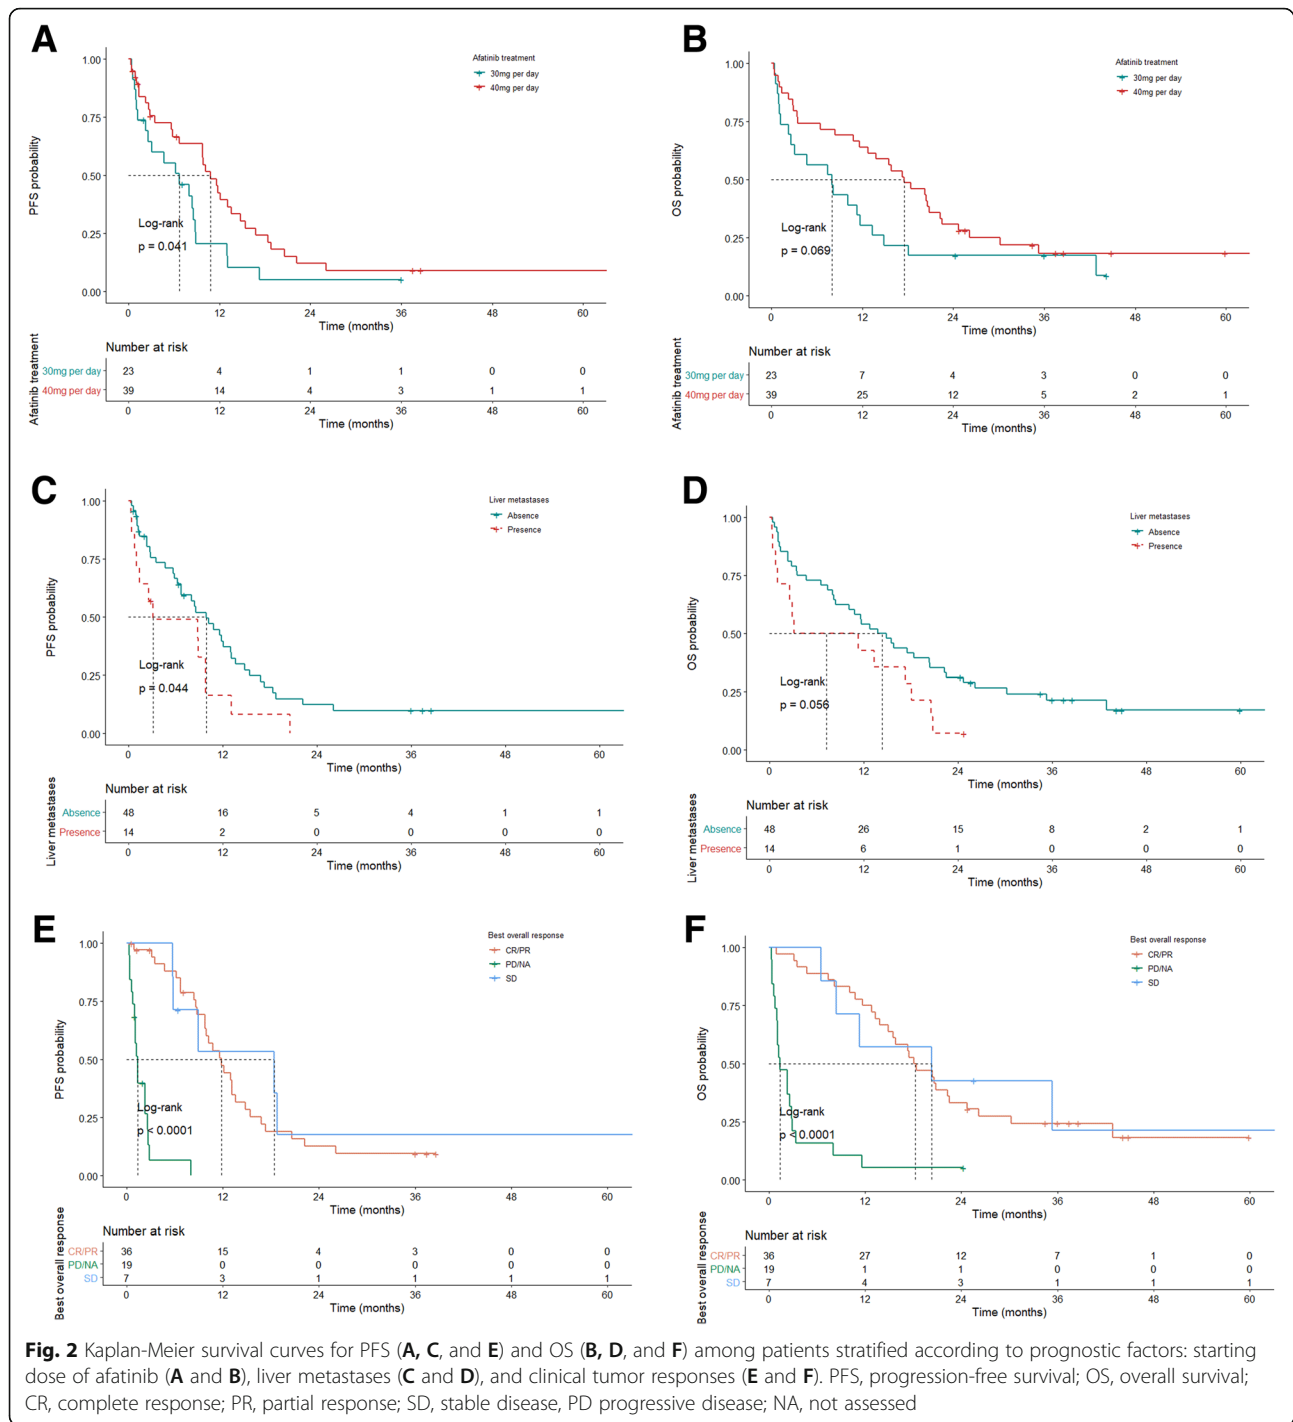 A
Afatinib treatment
30mg per day
40mg per day
PFS probability
1.00
0.75
0.50
0.25
0.00
Log-rank
p = 0.041
0 12 24 36 48 60
Time (months)
Number at risk
Afatinib treatment
30mg per day 23 4 1 1 0 0
40mg per day 39 14 4 3 1 1
0 12 24 36 48 60
Time (months)
B
Afatinib treatment
30mg per day
40mg per day
OS probability
1.00
0.75
0.50
0.25
0.00
Log-rank
p = 0.069
0 12 24 36 48 60
Time (months)
Number at risk
Afatinib treatment
30mg per day 23 7 4 3 0 0
40mg per day 39 25 12 5 2 1
0 12 24 36 48 60
Time (months)
C
Liver metastases
Absence
Presence
PFS probability
1.00
0.75
0.50
0.25
0.00
Log-rank
p = 0.044
0 12 24 36 48 60
Time (months)
Number at risk
Liver metastases
Absence 48 16 5 4 1 1
Presence 14 2 0 0 0 0
0 12 24 36 48 60
Time (months)
D
Liver metastases
Absence
Presence
OS probability
1.00
0.75
0.50
0.25
0.00
Log-rank
p = 0.056
0 12 24 36 48 60
Time (months)
Number at risk
Liver metastases
Absence 48 26 15 8 2 1
Presence 14 6 1 0 0 0
0 12 24 36 48 60
Time (months)
E
Best overall response
CR/PR
PD/NA
SD
PFS probability
1.00
0.75
0.50
0.25
0.00
Log-rank
p < 0.0001
0 12 24 36 48 60
Time (months)
Number at risk
Best overall response
CR/PR 36 15 4 3 0 0
PD/NA 19 0 0 0 0 0
SD 7 3 1 1 1 1
0 12 24 36 48 60
Time (months)
F
Best overall response
CR/PR
PD/NA
SD
OS probability
1.00
0.75
0.50
0.25
0.00
Log-rank
p < 0.0001
0 12 24 36 48 60
Time (months)
Number at risk
Best overall response
CR/PR 36 27 12 7 1 0
PD/NA 19 1 1 0 0 0
SD 7 4 3 1 1 1
0 12 24 36 48 60
Time (months)
Fig. 2 Kaplan-Meier survival curves for PFS (A, C, and E) and OS (B, D, and F) among patients stratified according to prognostic factors: starting
dose of afatinib (A and B), liver metastases (C and D), and clinical tumor responses (E and F). PFS, progression-free survival; OS, overall survival;
CR, complete response; PR, partial response; SD, stable disease, PD progressive disease; NA, not assessed